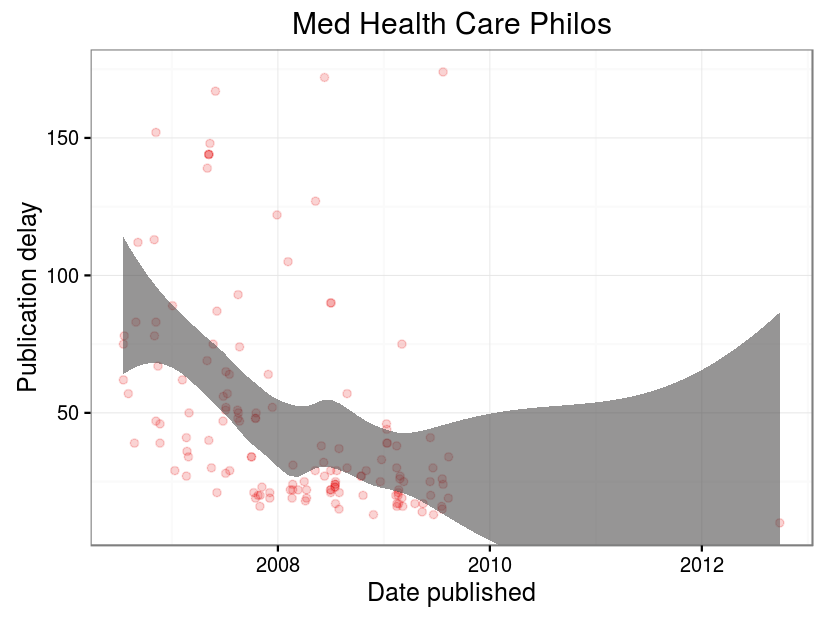 Med Health Care Philos
Publication delay
150
100
50
2008 2010 2012
Date published